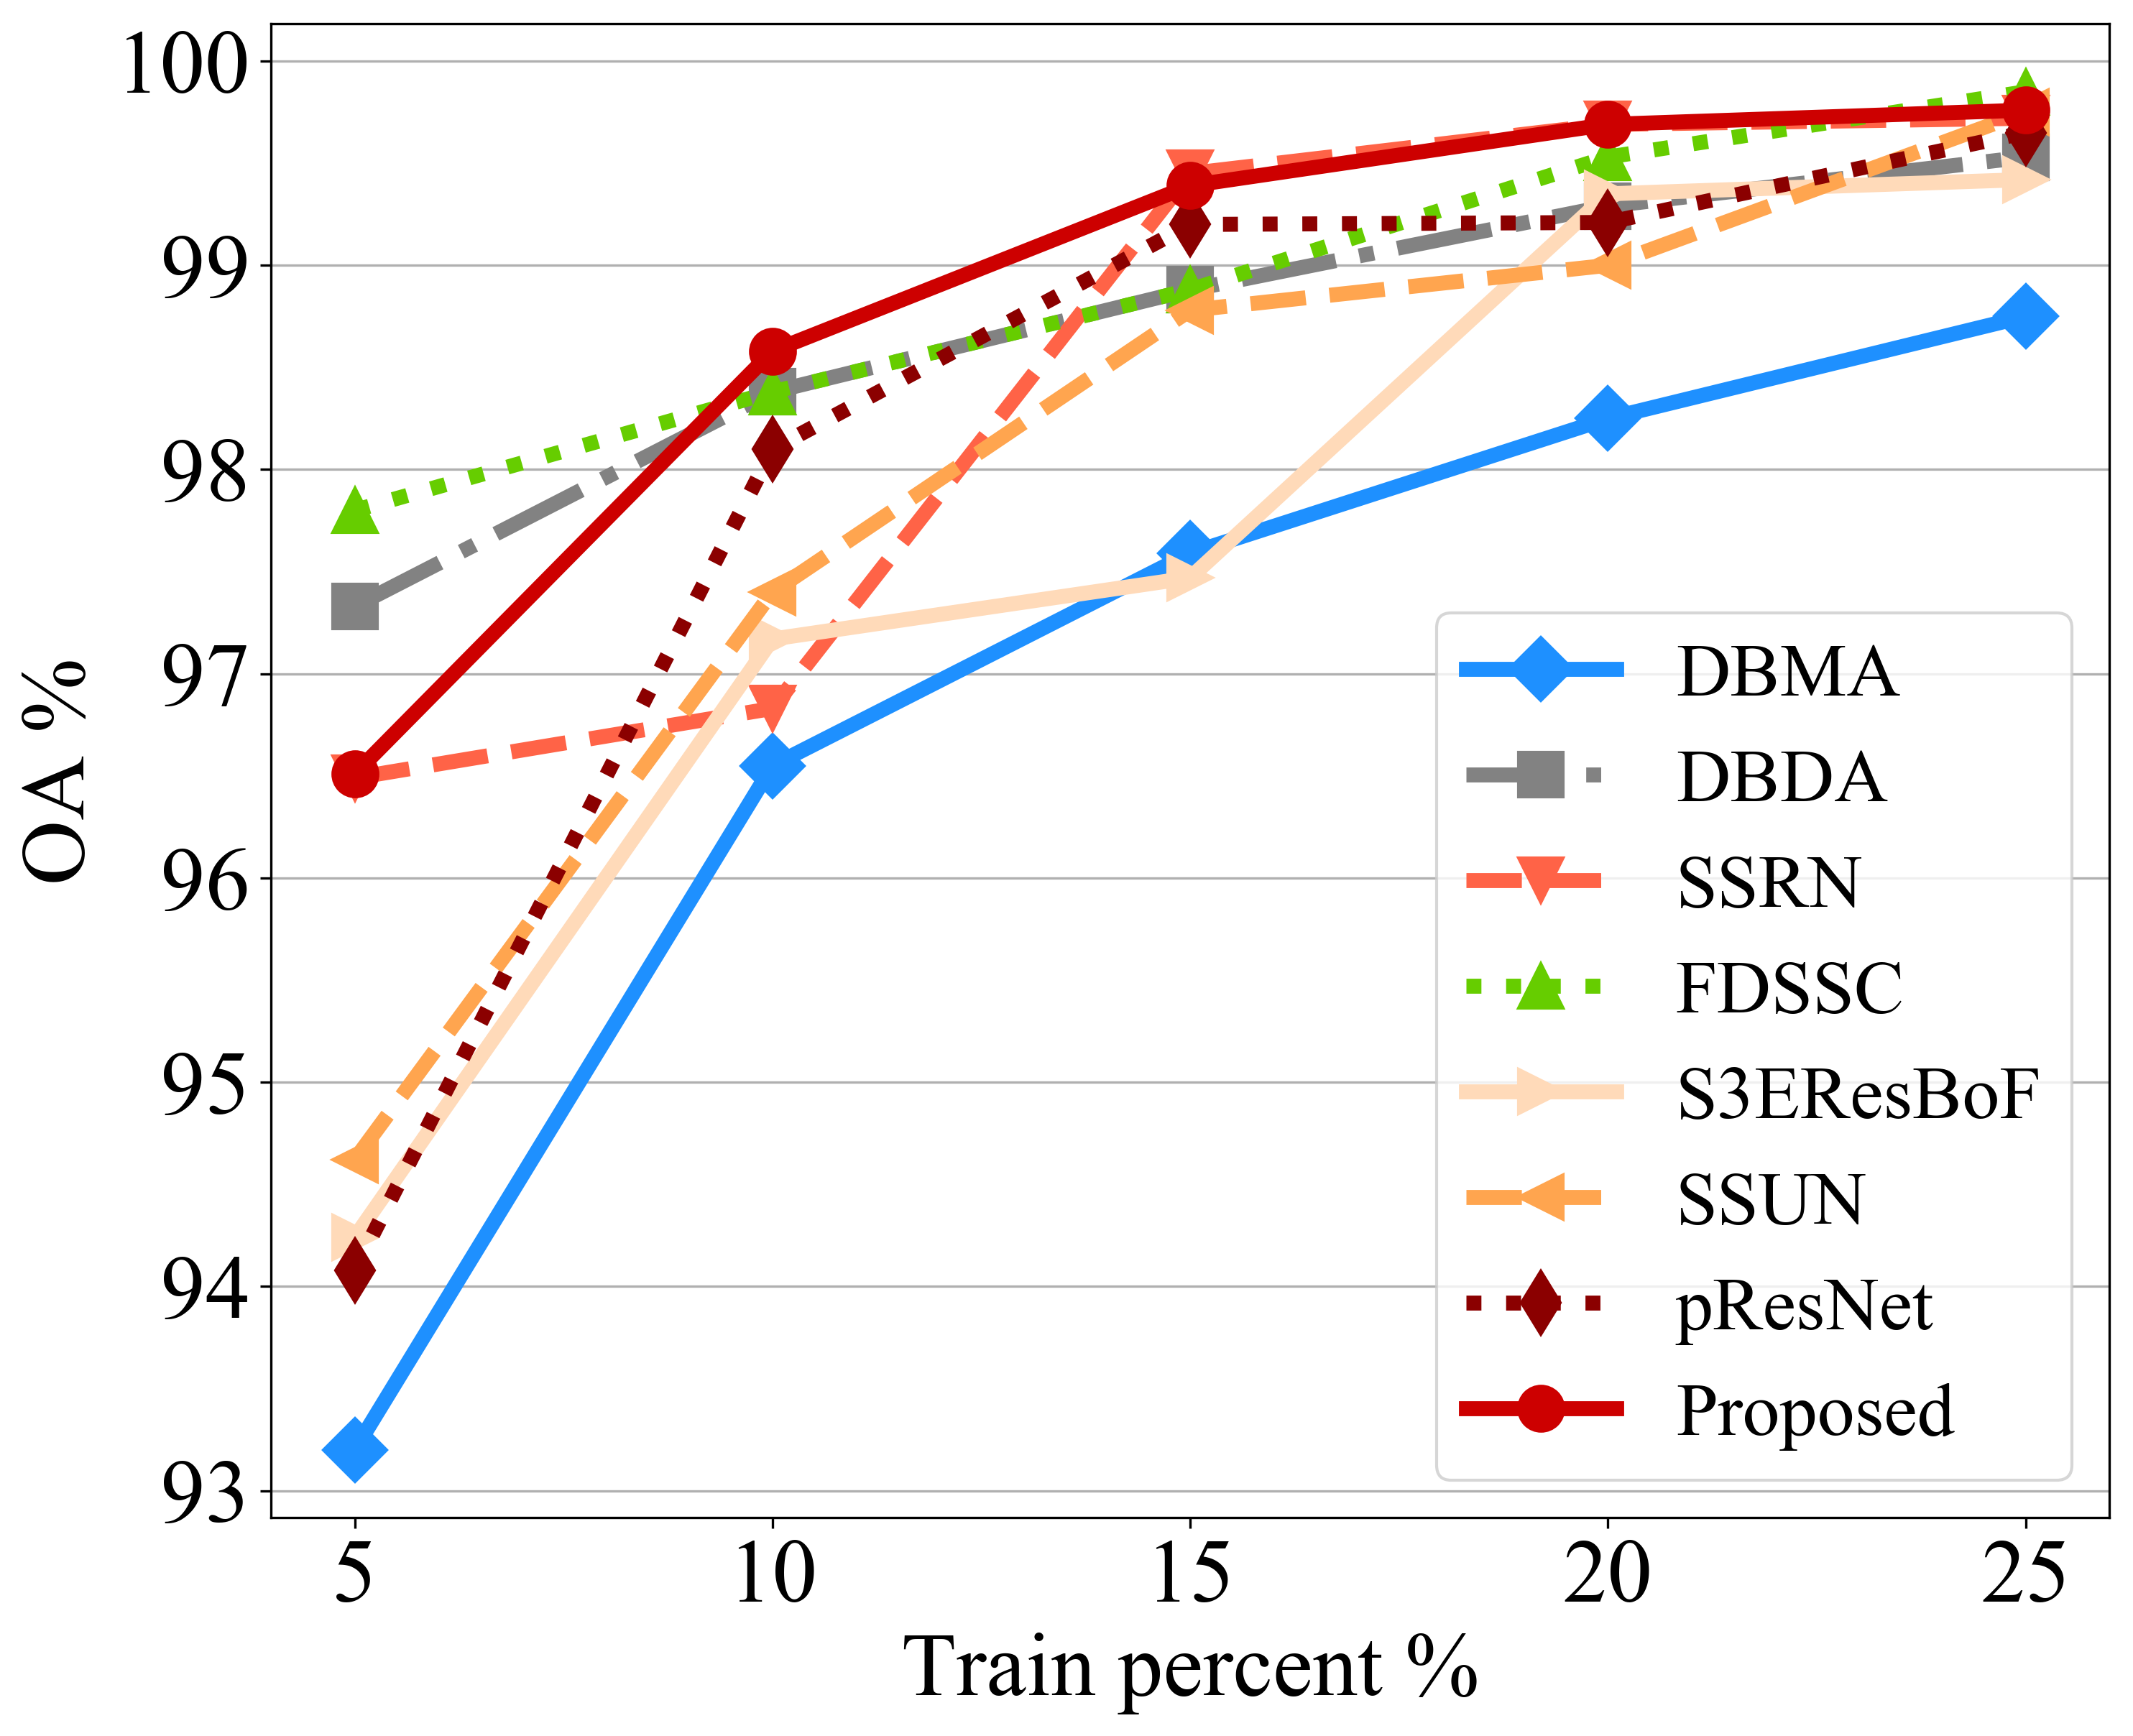 100
99
98
97
96
95
94
93
OA %
5 10 15 20 25
Train percent %
DBMA
DBDA
SSRN
FDSSC
S3EResBoF
SSUN
pResNet
Proposed